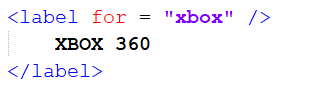 <label for = "xbox" />
XBOX 360
</label>